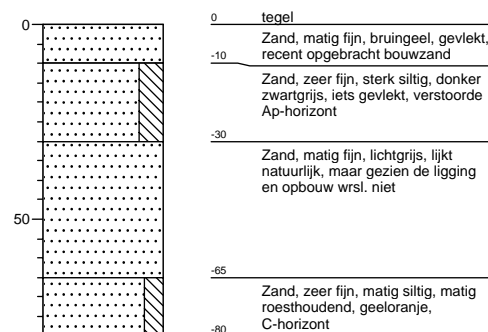 0
50
0 tegel
Zand, matig fijn, bruingeel, gevlekt,
recent opgebracht bouwzand
-10
Zand, zeer fijn, sterk siltig, donker
zwartgrijs, iets gevlekt, verstoorde
Ap-horizont
-30
Zand, matig fijn, lichtgrijs, lijkt
natuurlijk, maar gezien de ligging
en opbouw wrsl. niet
-65
Zand, zeer fijn, matig siltig, matig
roesthoudend, geeloranje,
C-horizont
-80